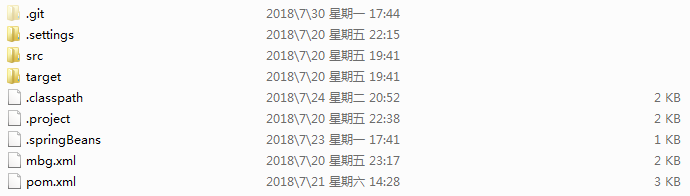 .git 2018\7\30 星期一 17:44
.settings 2018\7\20 星期五 22:15
src 2018\7\20 星期五 19:41
target 2018\7\20 星期五 19:41
.classpath 2018\7\24 星期二 20:52 2 KB
.project 2018\7\20 星期五 22:38 2 KB
.springBeans 2018\7\23 星期一 17:41 1 KB
mbg.xml 2018\7\20 星期五 23:17 2 KB
pom.xml 2018\7\21 星期六 14:28 3 KB